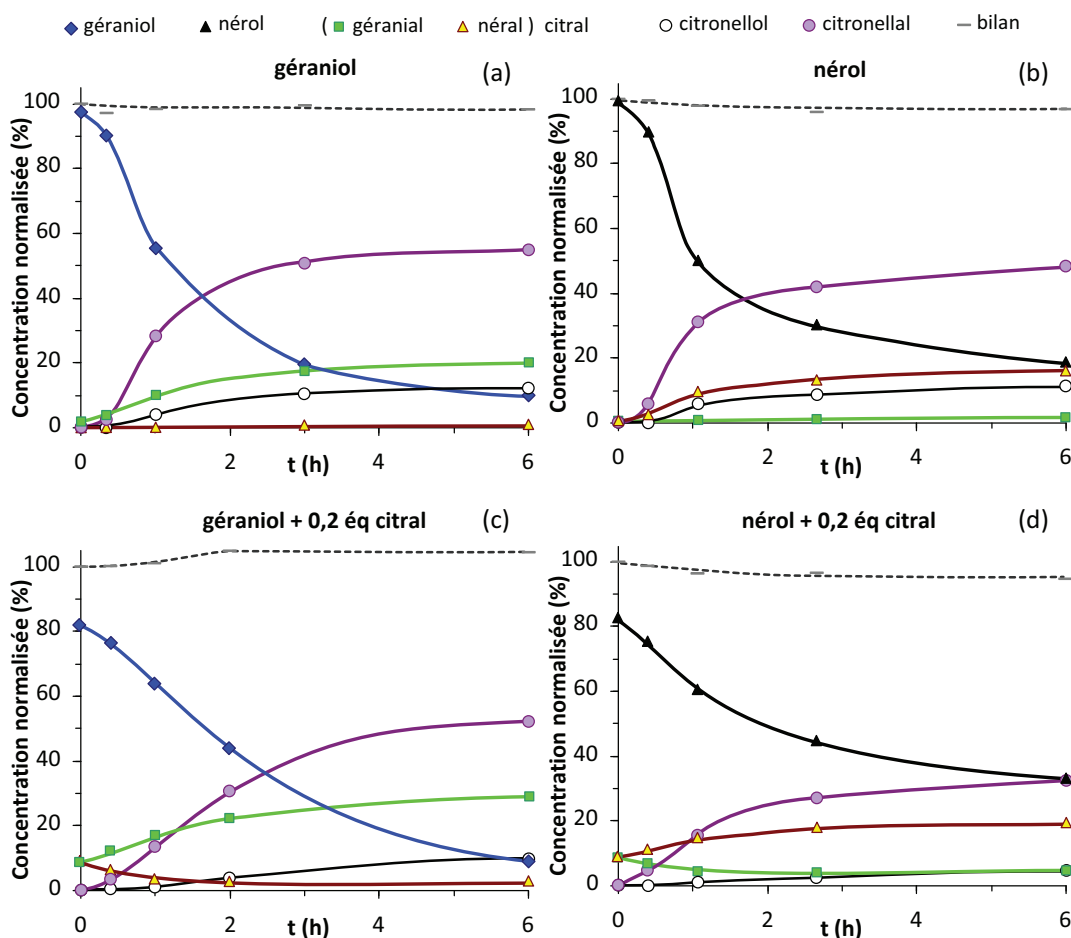 géraniol nérol ( géranial néral ) citral citronellol citronellal bilan
géraniol (a)
Concentration normalisée (%)
100
80
60
40
20
0
0 2 4 6
t (h)
nérol (b)
Concentration normalisée (%)
100
80
60
40
20
0
0 2 4 6
t (h)
géraniol + 0,2 éq citral (c)
Concentration normalisée (%)
100
80
60
40
20
0
0 2 4 6
t (h)
nérol + 0,2 éq citral (d)
Concentration normalisée (%)
100
80
60
40
20
0
0 2 4 6
t (h)